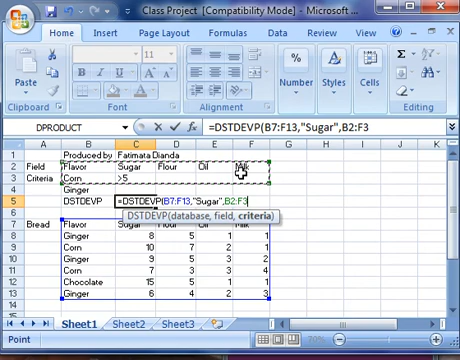 Class Project [Compatibility Mode] - Microsoft
Home Insert Page Layout Formulas Data Review
Paste
Tahoma 11
B I U
%
Number Styles Cells
Clipboard Font Alignment Editing
DPRODUCT =DSTDEVP(B7:F13,"Sugar",B2:F3
A B C D E F G
1 Produced by Fatimata Dianda
2 Field Flavor Sugar Flour Oil Milk
3 Criteria Corn >5
4 Ginger
5 DSTDEVP =DSTDEVP(B7:F13,"Sugar",B2:F3
DSTDEVP(database, field, criteria)
7 Bread Flavor Sugar Flour Oil Milk
8 Ginger 8 5 1 1
9 Corn 10 7 2 1
10 Ginger 9 5 3 2
11 Corn 7 3 3 4
12 Chocolate 15 5 1 1
13 Ginger 6 4 2 3
14
Sheet1 Sheet2 Sheet3
Point 70%